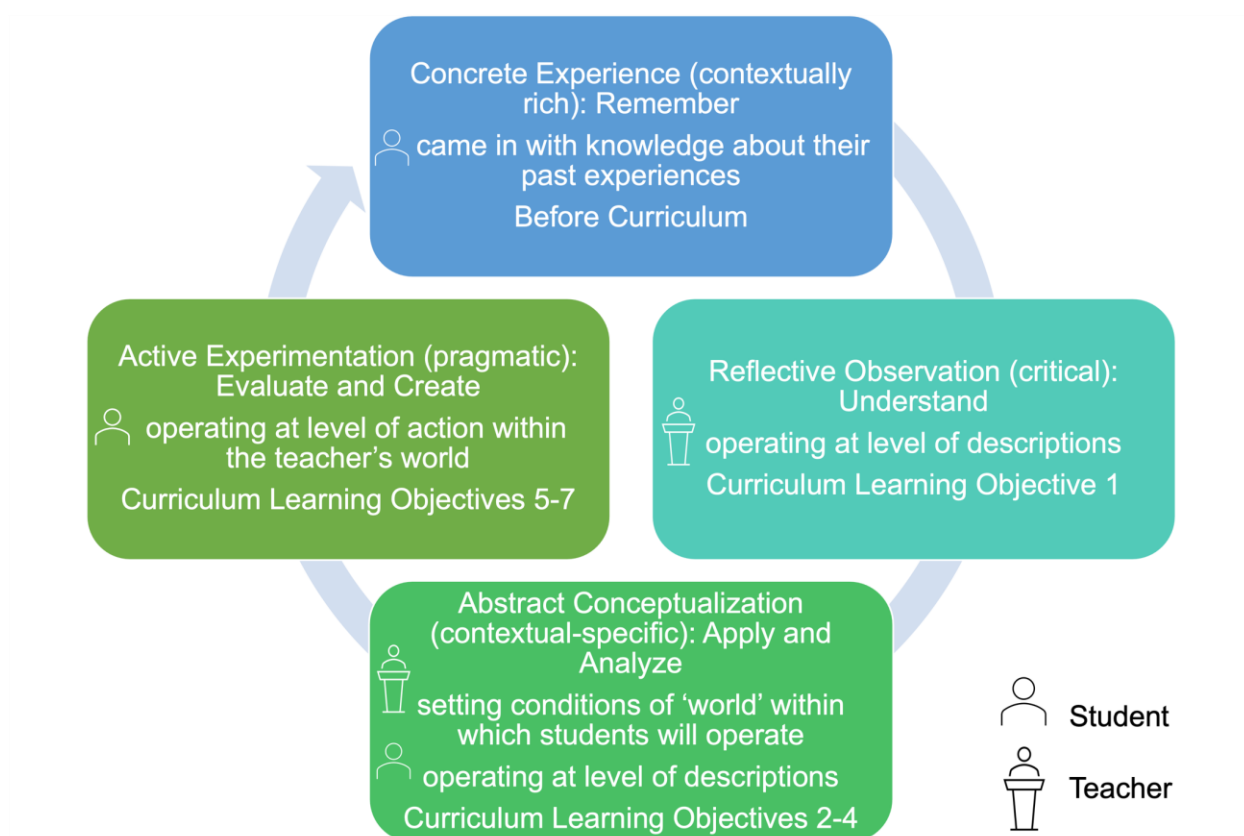 Concrete Experience (contextually
rich): Remember
came in with knowledge about their
past experiences
Before Curriculum
Active Experimentation (pragmatic):
Evaluate and Create
operating at level of action within
the teacher’s world
Curriculum Learning Objectives 5-7
Reflective Observation (critical):
Understand
operating at level of descriptions
Curriculum Learning Objective 1
Abstract Conceptualization
(contextual-specific): Apply and
Analyze
setting conditions of ‘world’ within
which students will operate
operating at level of descriptions
Curriculum Learning Objectives 2-4
Student
Teacher